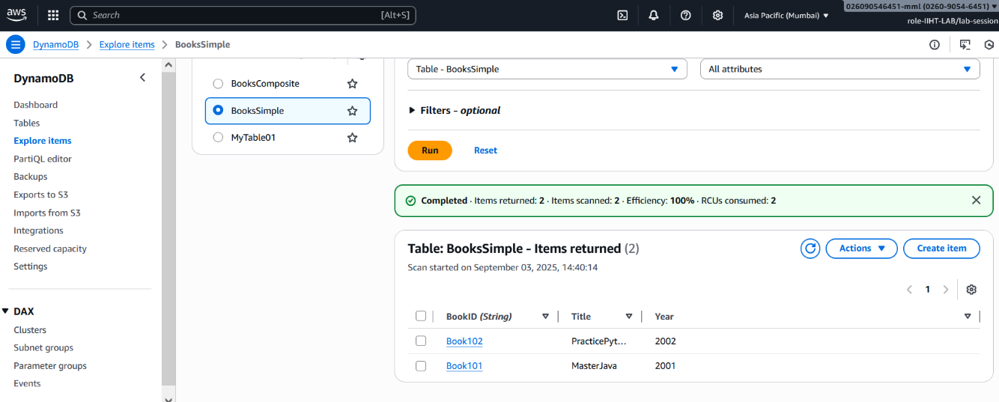 aws
Search [Alt+S]
Asia Pacific (Mumbai)
026090546451-mml (0260-9054-6451)
role-IIHT-LAB/lab-session
DynamoDB > Explore items > BooksSimple
DynamoDB
Dashboard
Tables
Explore items
PartiQL editor
Backups
Exports to S3
Imports from S3
Integrations
Reserved capacity
Settings
DAX
Clusters
Subnet groups
Parameter groups
Events
BooksComposite
BooksSimple
MyTable01
Table - BooksSimple
All attributes
Filters - optional
Run Reset
Completed · Items returned: 2 · Items scanned: 2 · Efficiency: 100% · RCUs consumed: 2
Table: BooksSimple - Items returned (2)
Actions
Create item
Scan started on September 03, 2025, 14:40:14
1
BookID (String) Title Year
Book102 PracticePyt... 2002
Book101 MasterJava 2001